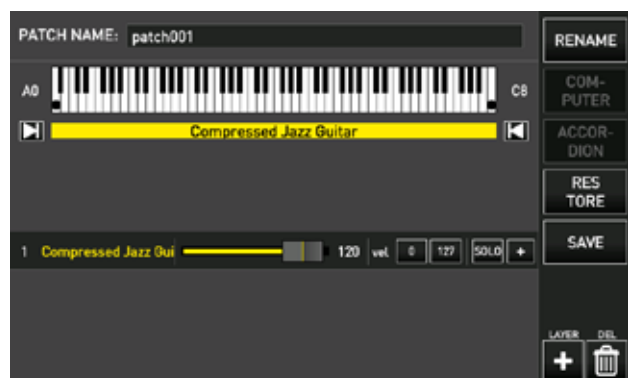 PATCH NAME: patch001
RENAME
A0
C8
COM-
PUTER
Compressed Jazz Guitar
ACCOR-
DION
RES
TORE
1 Compressed Jazz Gui 120 vel 0 127 SOLO +
SAVE
LAYER DEL
+